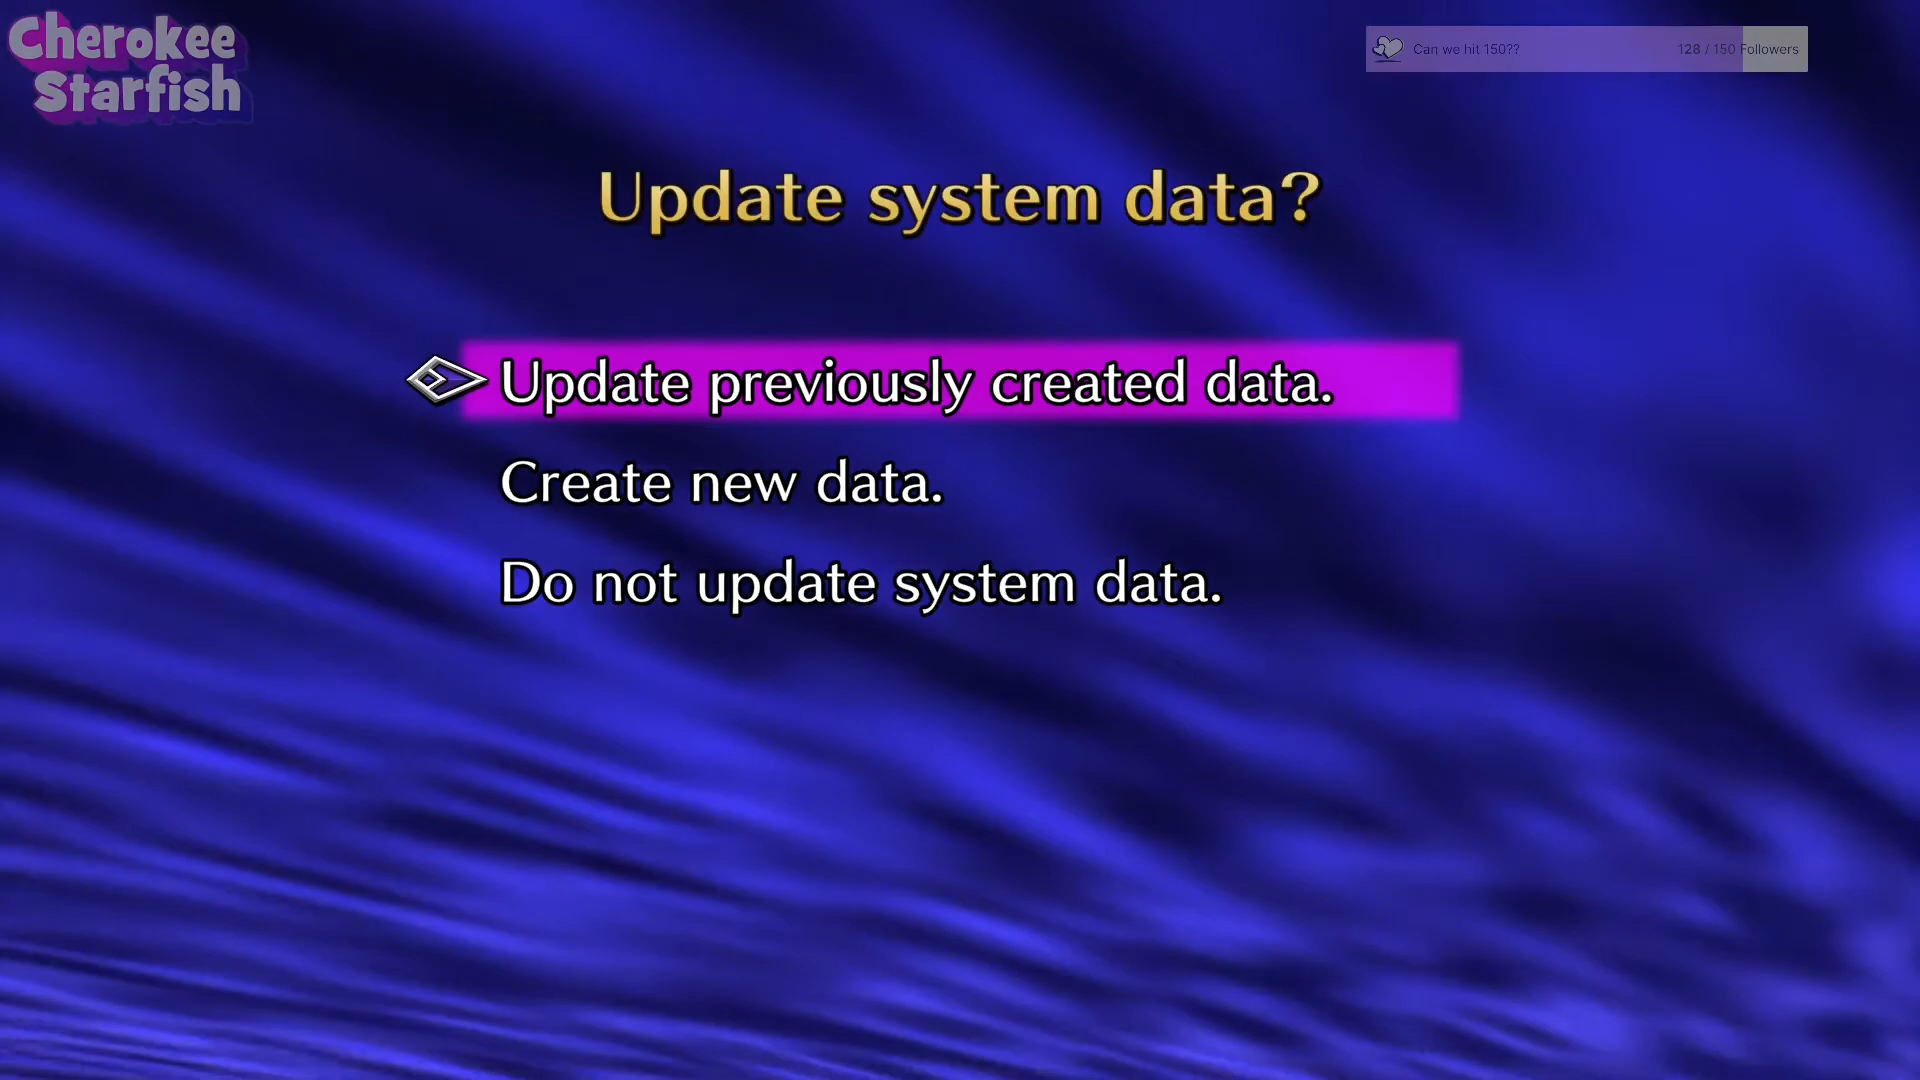 Cherokee
Starfish
Can we hit 150?? 128 / 150 Followers
Update system data?
Update previously created data.
Create new data.
Do not update system data.